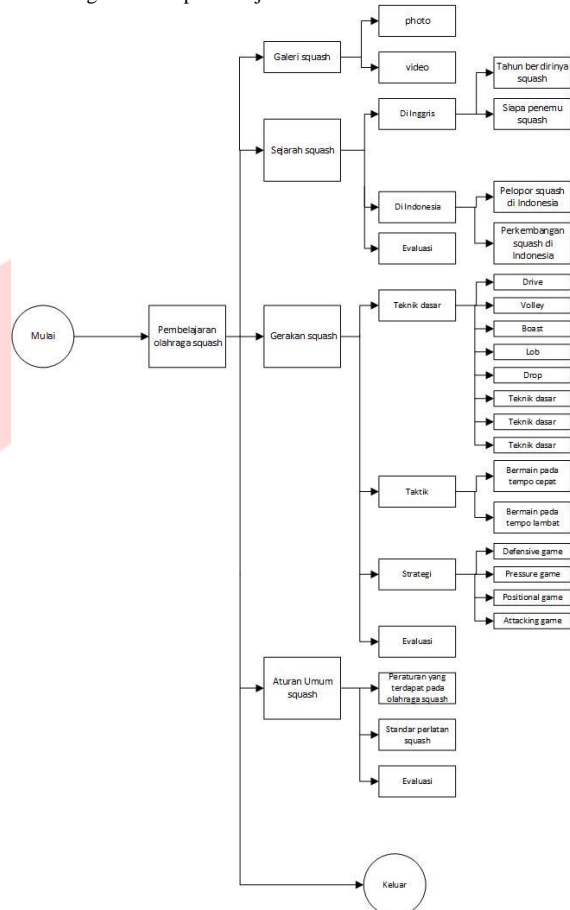 photo
Galeri squash
video
Tahun berdirinya
squash
Di Inggris
Siapa penemu
squash
Sejarah squash
Pelopor squash
di Indonesia
Di Indonesia
Perkembangan
squash di
Indonesia
Evaluasi
Mulai
Pembelajaran
olahraga squash
Gerakan squash
Teknik dasar
Drive
Volley
Boast
Lob
Drop
Teknik dasar
Teknik dasar
Teknik dasar
Taktik
Bermain pada
tempo cepat
Bermain pada
tempo lambat
Strategi
Defensive game
Pressure game
Positional game
Attacking game
Evaluasi
Aturan Umum
squash
Peraturan yang
terdapat pada
olahraga squash
Standar perlatan
squash
Evaluasi
Keluar